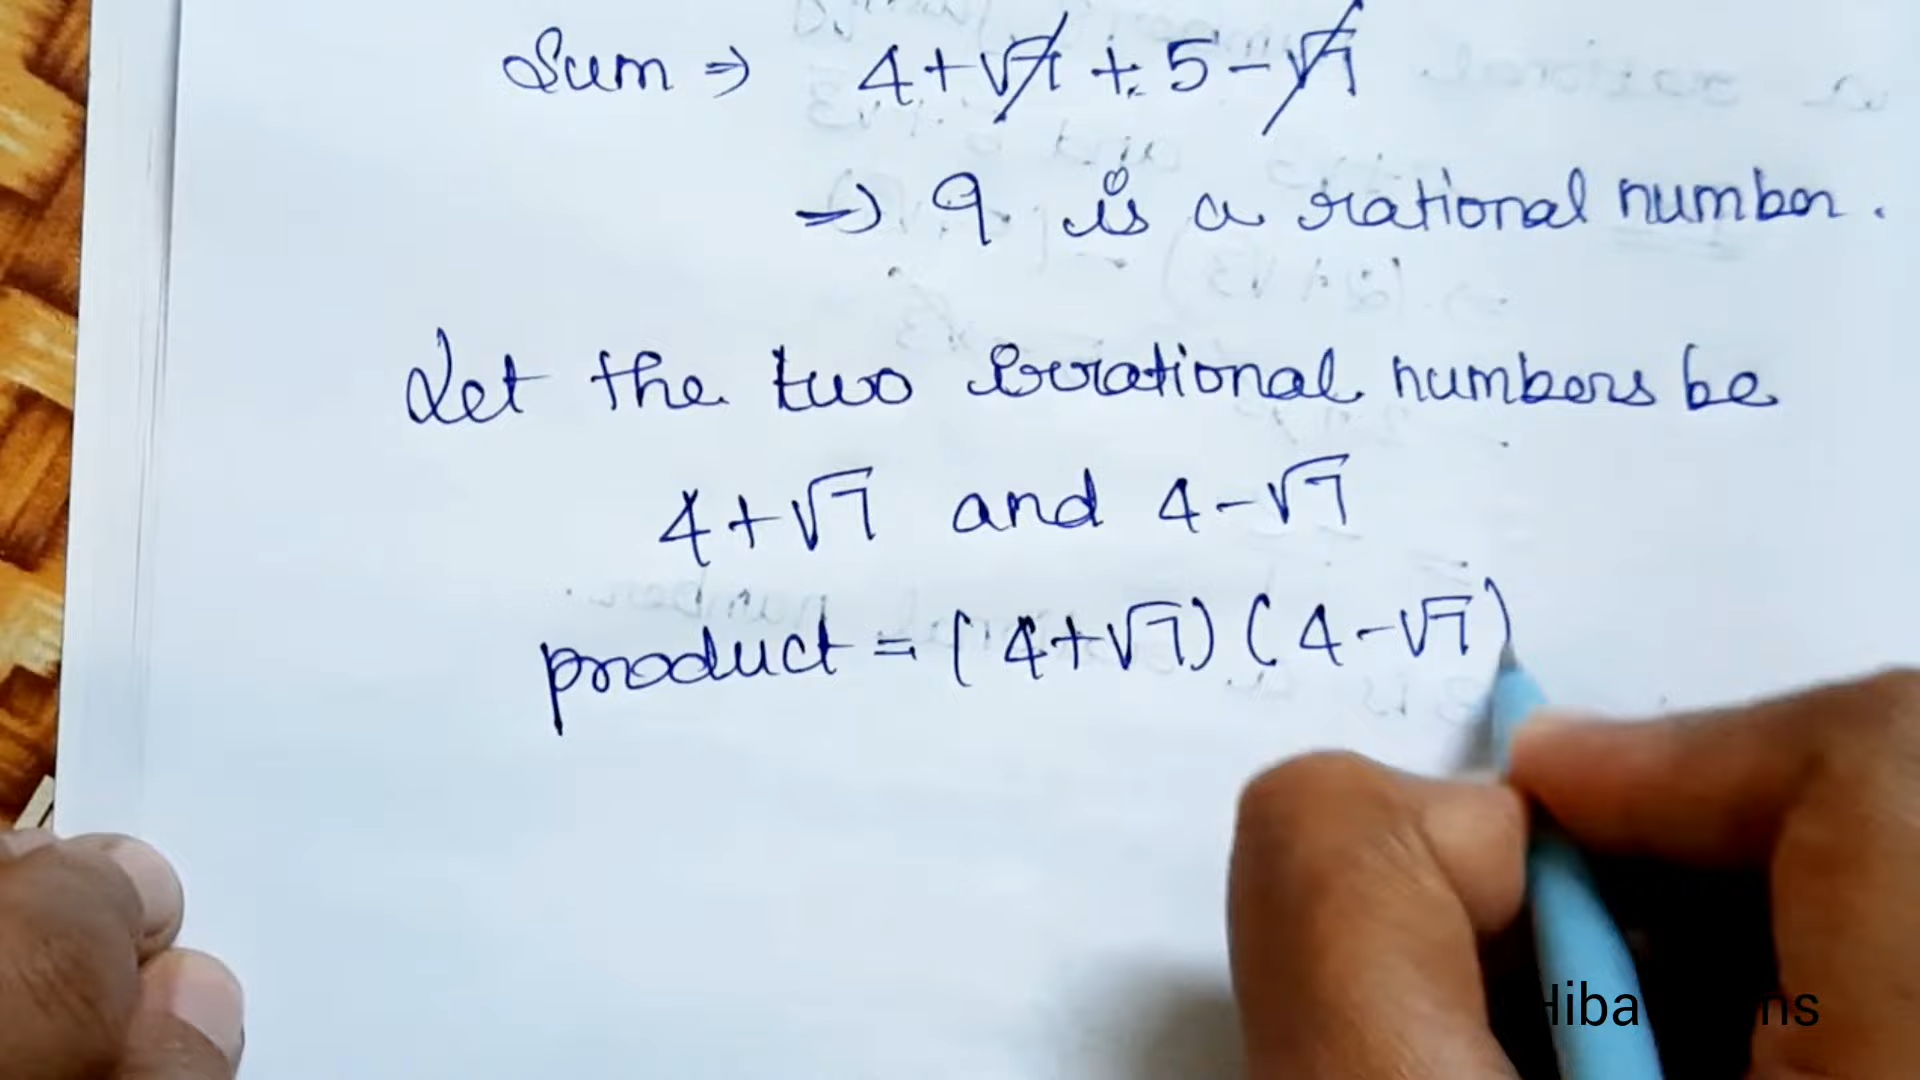 Sum ⇒ 4+√7 + 5-√7
⇒ 9 is a rational number.
Let the two irrational numbers be
4+√7 and 4-√7
product = (4+√7)(4-√7)
Hiba